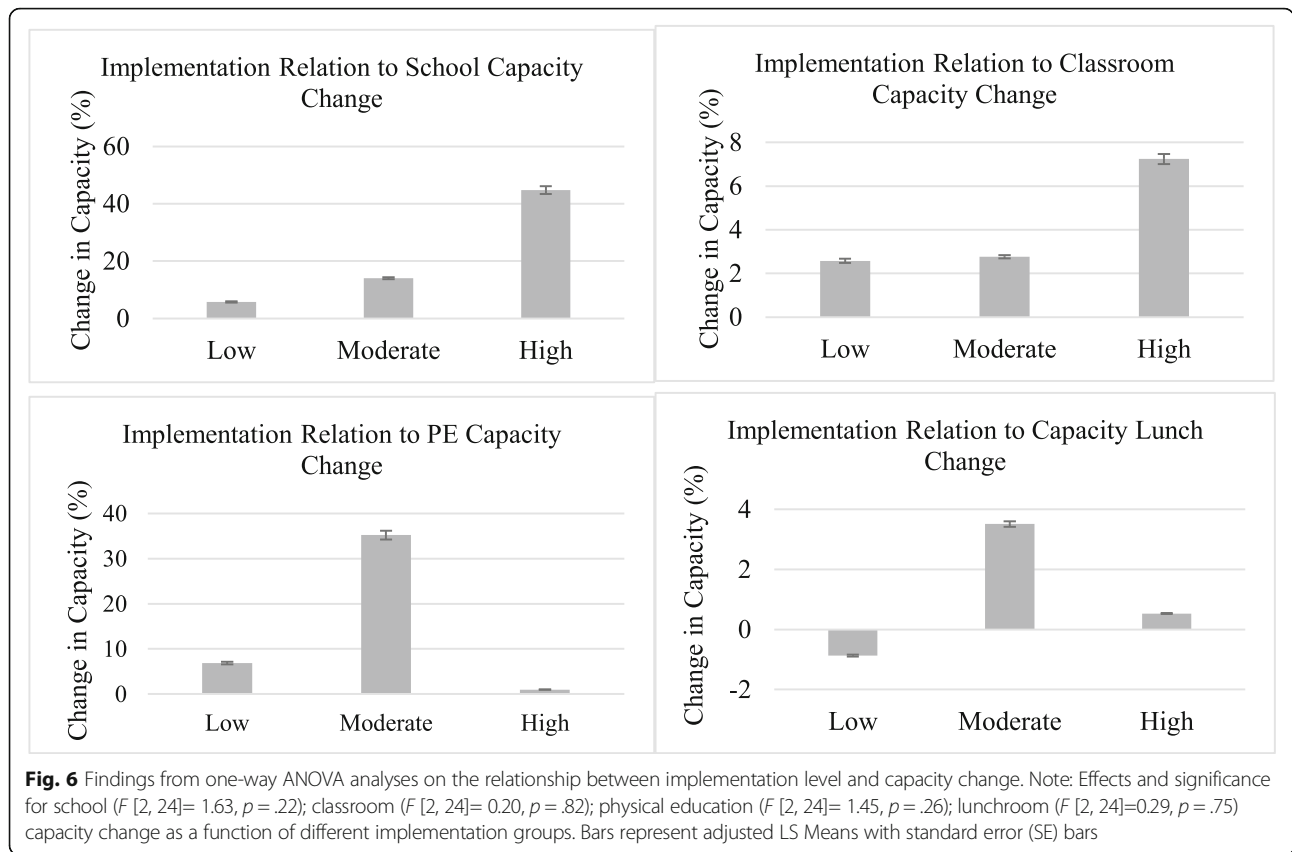 Implementation Relation to School Capacity
Change
Change in Capacity (%)
60
40
20
0
Low Moderate High
Implementation Relation to Classroom
Capacity Change
Change in Capacity (%)
8
6
4
2
0
Low Moderate High
Implementation Relation to PE Capacity
Change
Change in Capacity (%)
40
30
20
10
0
Low Moderate High
Implementation Relation to Capacity Lunch
Change
Change in Capacity (%)
4
2
0
-2
Low Moderate High
Fig. 6 Findings from one-way ANOVA analyses on the relationship between implementation level and capacity change. Note: Effects and significance
for school (F [2, 24]= 1.63, p = .22); classroom (F [2, 24]= 0.20, p = .82); physical education (F [2, 24]= 1.45, p = .26); lunchroom (F [2, 24]=0.29, p = .75)
capacity change as a function of different implementation groups. Bars represent adjusted LS Means with standard error (SE) bars